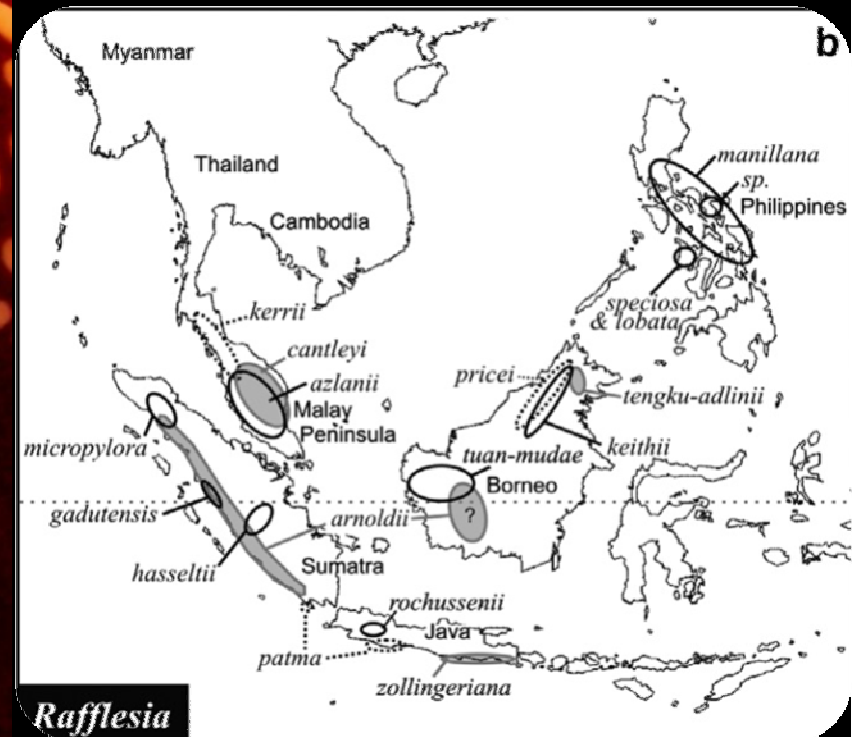 b
Myanmar
manillana
Thailand
sp.
Philippines
Cambodia
kerrii
speciosa
& lobata
cantleyi
azlanii
pricei
tengku-adlinii
Malay
Peninsula
micropylora
tuan-mudae
keithii
Borneo
gadutensis
arnoldii
?
hasseltii
Sumatra
rochussenii
Java
patma
zollingeriana
Rafflesia